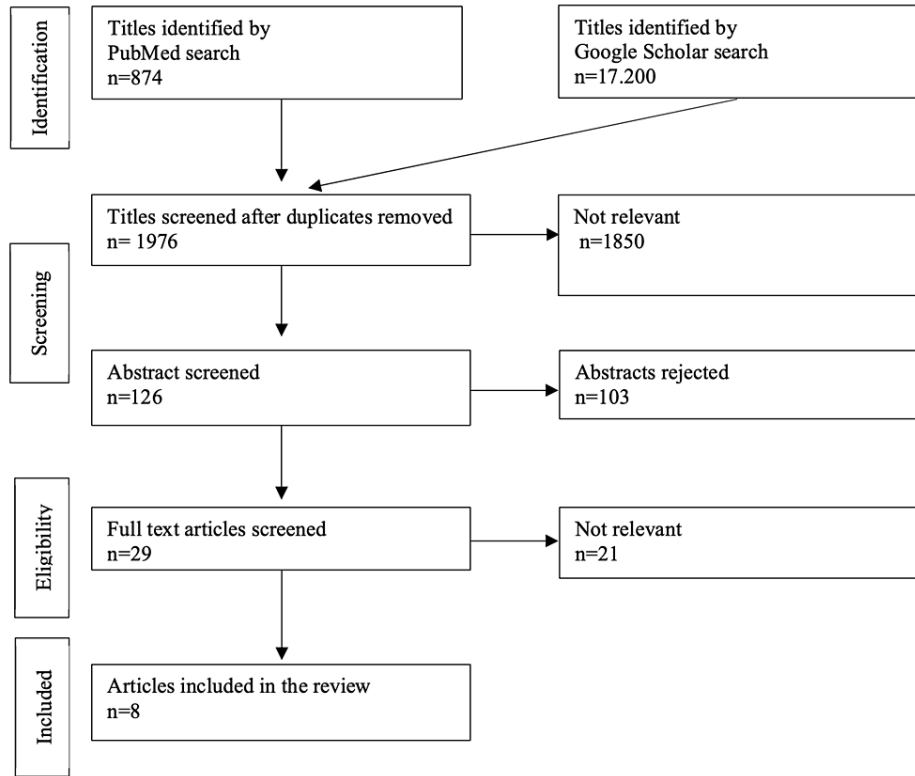 Identification
Titles identified by
PubMed search
n=874
Titles identified by
Google Scholar search
n=17.200
Screening
Titles screened after duplicates removed
n= 1976
Not relevant
n=1850
Abstract screened
n=126
Abstracts rejected
n=103
Eligibility
Full text articles screened
n=29
Not relevant
n=21
Included
Articles included in the review
n=8